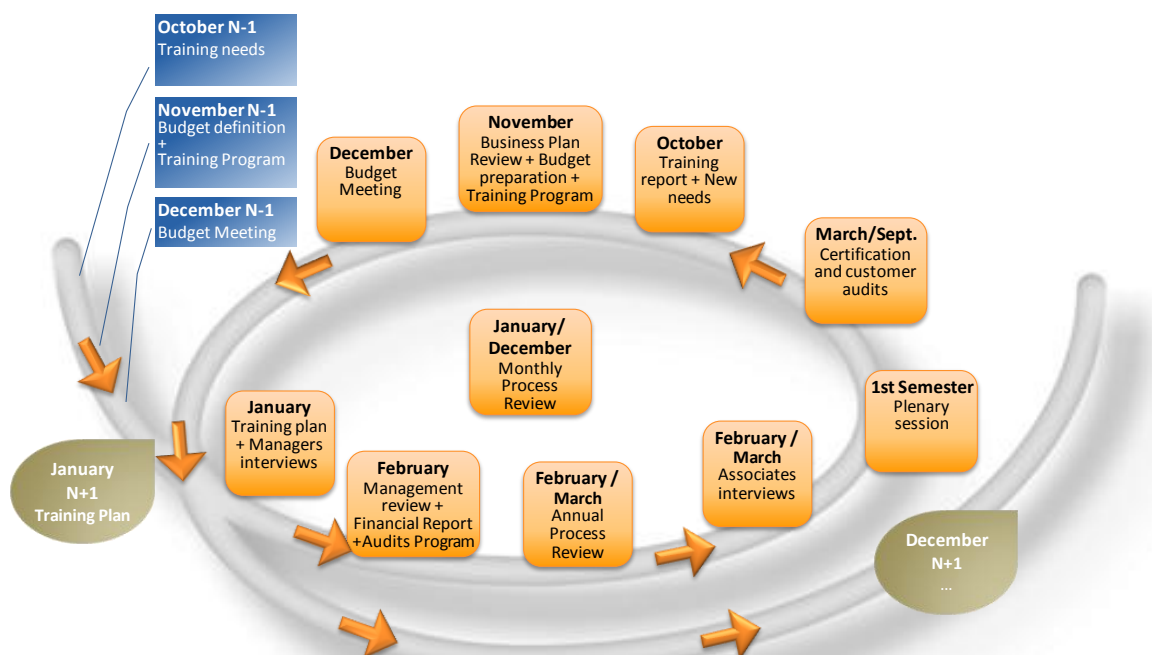 October N-1
Training needs
November N-1
Budget definition
+
Training Program
December N-1
Budget Meeting
December
Budget
Meeting
November
Business Plan
Review + Budget
preparation +
Training Program
October
Training
report + New
needs
March/Sept.
Certification
and customer
audits
January/
December
Monthly
Process
Review
1st Semester
Plenary
session
January
Training plan
+ Managers
interviews
February
Management
review +
Financial Report
+Audits Program
February /
March
Annual
Process
Review
February /
March
Associates
interviews
January
N+1
Training Plan
December
N+1
...